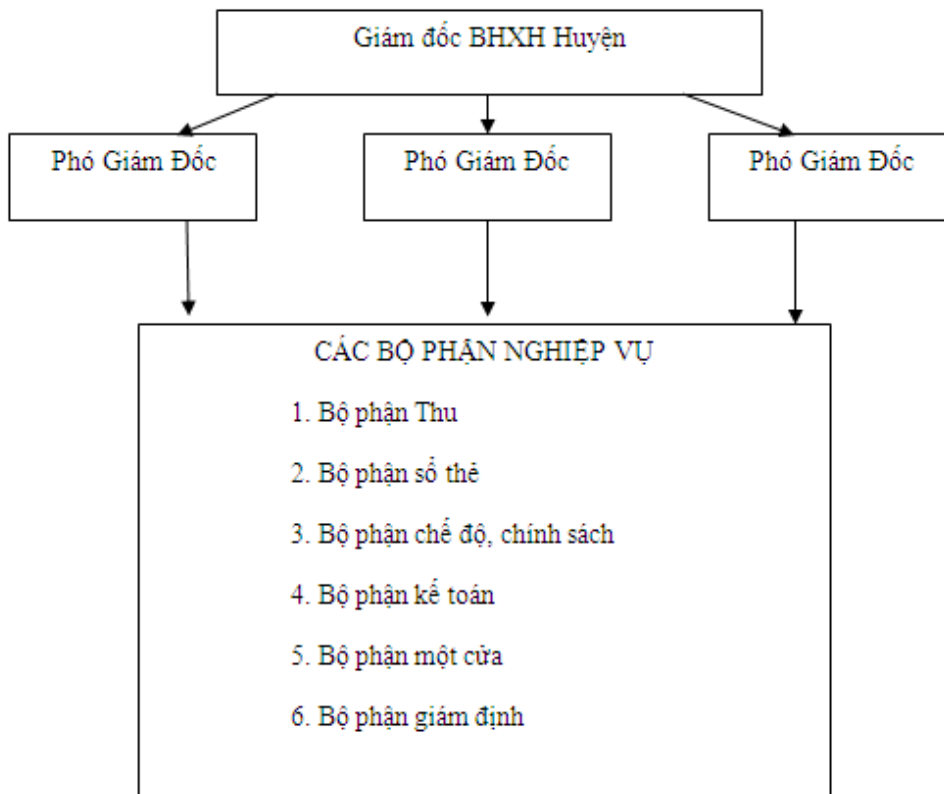 Giám đốc BHXH Huyện
Phó Giám Đốc
Phó Giám Đốc
Phó Giám Đốc
CÁC BỘ PHẬN NGHIỆP VỤ
1. Bộ phận Thu
2. Bộ phận sổ thẻ
3. Bộ phận chế độ, chính sách
4. Bộ phận kế toán
5. Bộ phận một cửa
6. Bộ phận giám định